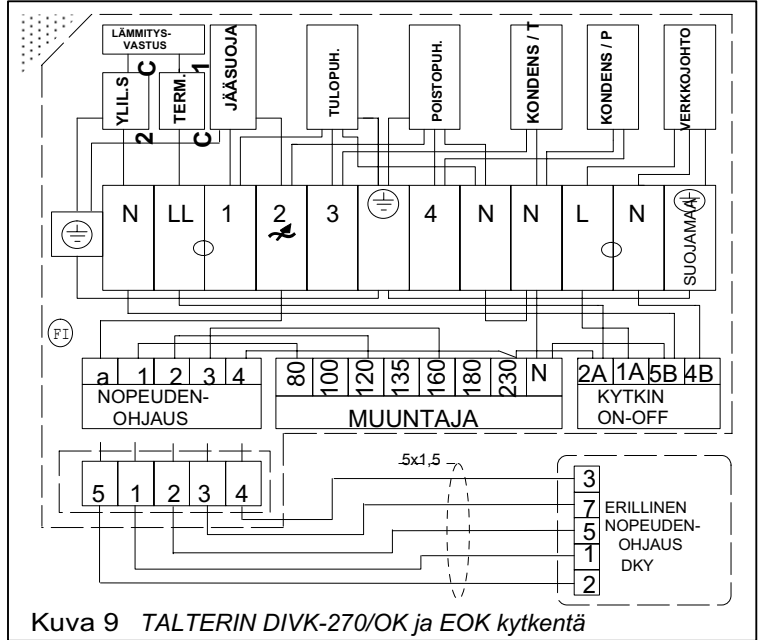 LÄMMITYS-
VASTUS
YLIL.S
C
2
TERM.
1
C
JÄÄSUOJA
TULOPUH.
POISTOPUH.
KONDENS / T
KONDENS / P
VERKKOJOHTO
N LL 1 2 3 4 N N L N SUOJAMAA
FI
a 1 2 3 4
NOPEUDEN-
OHJAUS
80 100 120 135 160 180 230 N
MUUNTAJA
2A 1A 5B 4B
KYTKIN
ON-OFF
5 1 2 3 4
5x1,5
3
7
5
1
2
ERILLINEN
NOPEUDEN-
OHJAUS
DKY
Kuva 9 TALTERIN DIVK-270/OK ja EOK kytkentä